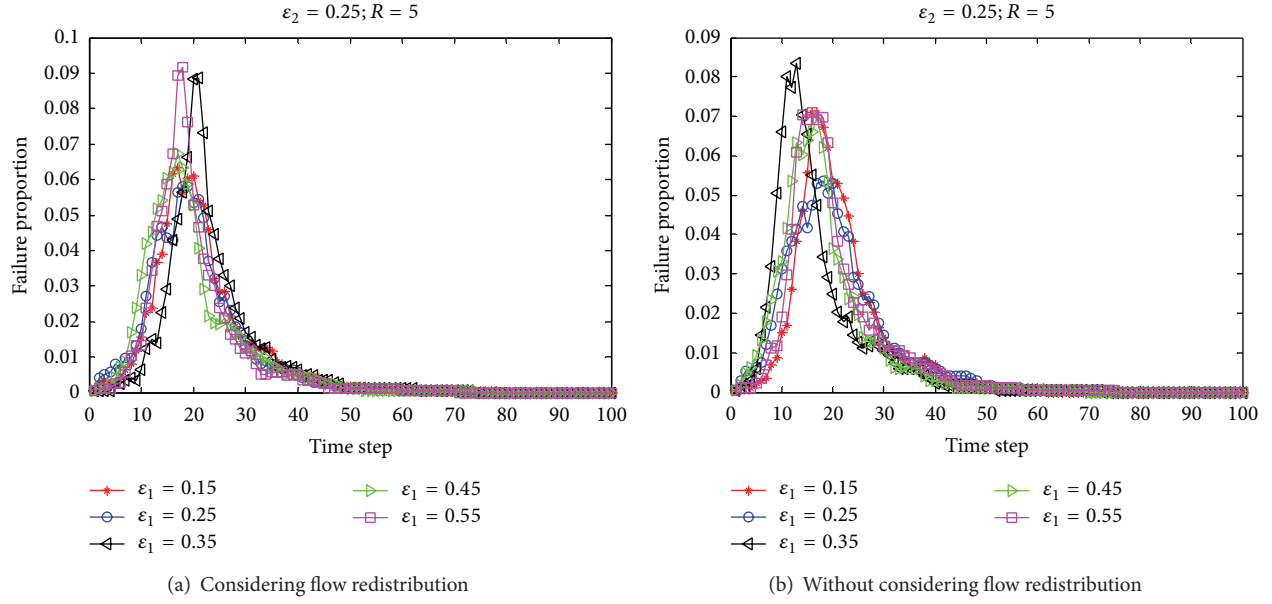 ε2 = 0.25; R = 5
0.1
0.09
0.08
0.07
0.06
0.05
0.04
0.03
0.02
0.01
0
Failure proportion
0 10 20 30 40 50 60 70 80 90 100
Time step
ε1 = 0.15
ε1 = 0.25
ε1 = 0.35
ε1 = 0.45
ε1 = 0.55
(a) Considering flow redistribution
ε2 = 0.25; R = 5
0.09
0.08
0.07
0.06
0.05
0.04
0.03
0.02
0.01
0
Failure proportion
0 10 20 30 40 50 60 70 80 90 100
Time step
ε1 = 0.15
ε1 = 0.25
ε1 = 0.35
ε1 = 0.45
ε1 = 0.55
(b) Without considering flow redistribution